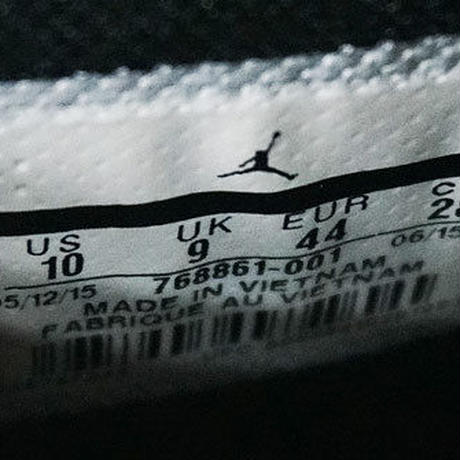 US UK EUR C
10 9 44 2
05/12/15 768861-001 06/15
MADE IN VIETNAM
FABRIQUE AU VIETNAM